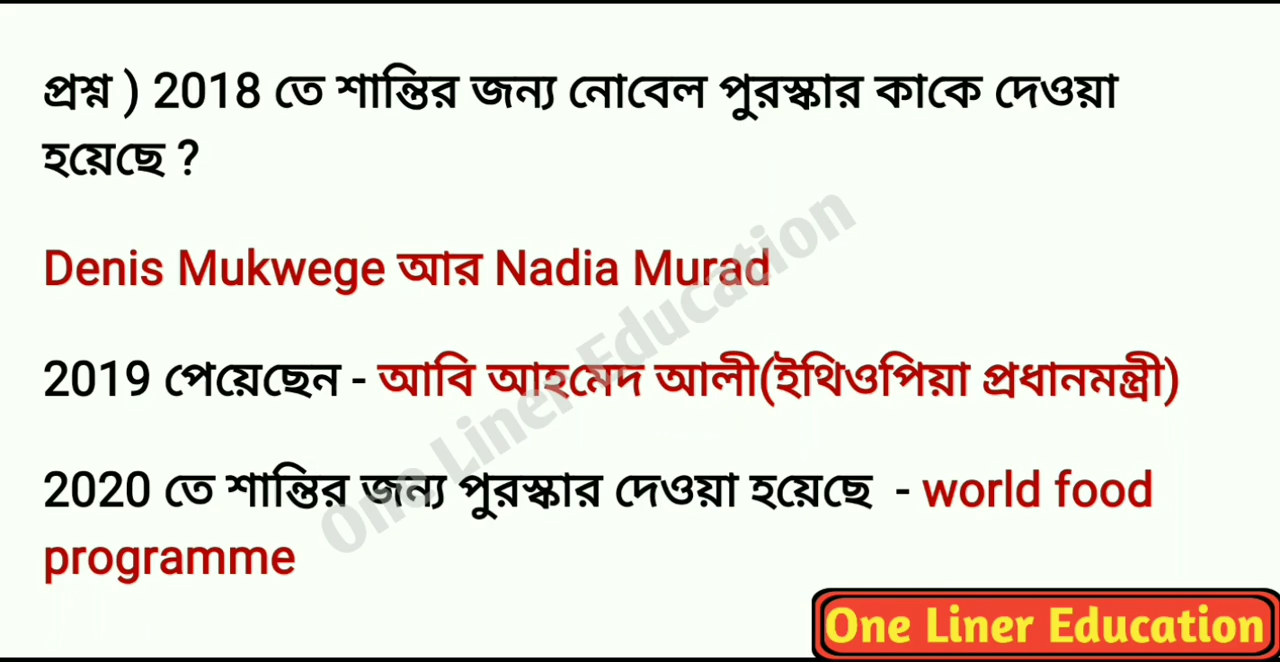 প্রশ্ন ) 2018 তে শান্তির জন্য নোবেল পুরস্কার কাকে দেওয়া
হয়েছে ?
Denis Mukwege আর Nadia Murad
2019 পেয়েছেন - আবি আহমেদ আলী(ইথিওপিয়া প্রধানমন্ত্রী)
2020 তে শান্তির জন্য পুরস্কার দেওয়া হয়েছে - world food
programme
One Liner Education
One Liner Education